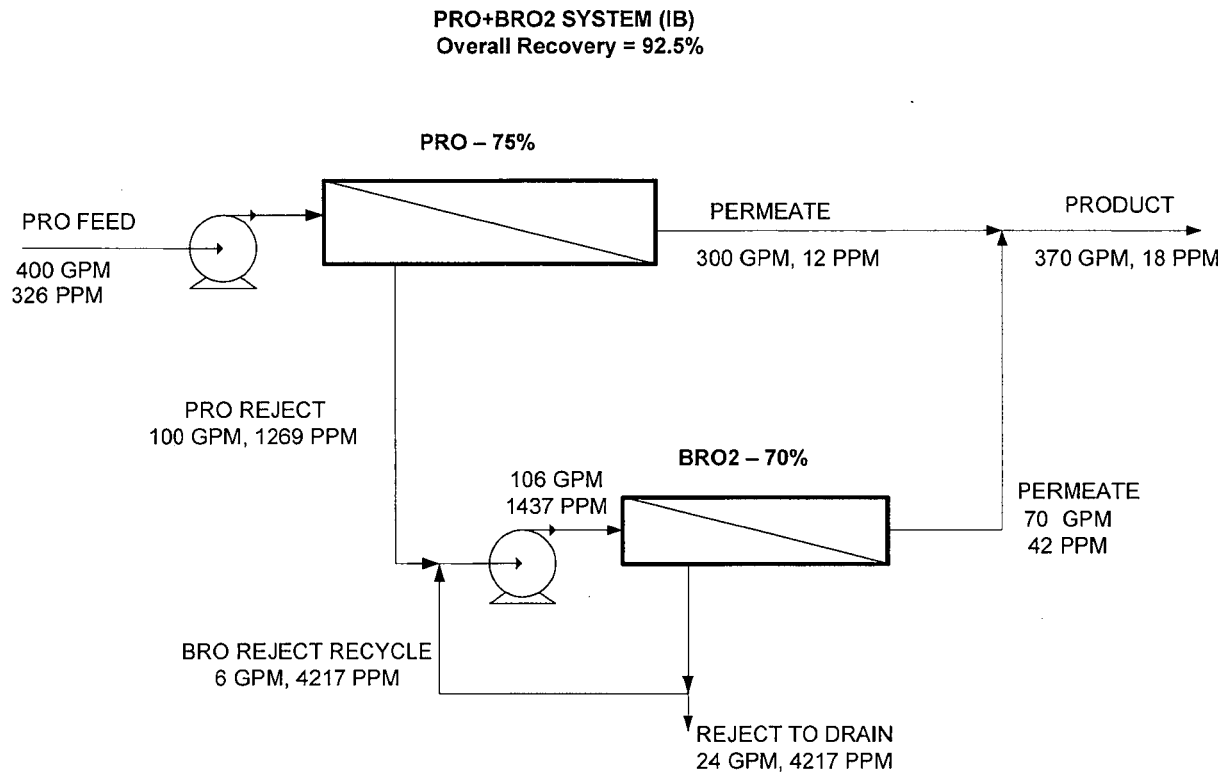 PRO+BRO2 SYSTEM (IB)
Overall Recovery = 92.5%
PRO – 75%
PRO FEED
400 GPM
326 PPM
PERMEATE
300 GPM, 12 PPM
PRODUCT
370 GPM, 18 PPM
PRO REJECT
100 GPM, 1269 PPM
106 GPM
1437 PPM
BRO2 – 70%
PERMEATE
70 GPM
42 PPM
BRO REJECT RECYCLE
6 GPM, 4217 PPM
REJECT TO DRAIN
24 GPM, 4217 PPM